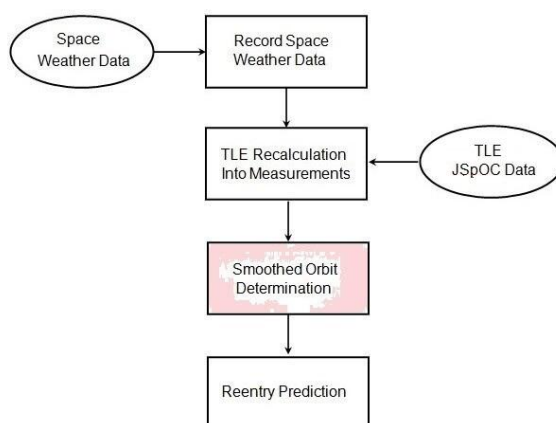 Space
Weather Data
Record Space
Weather Data
TLE Recalculation
Into Measurements
TLE
JSpOC Data
Smoothed Orbit
Determination
Reentry Prediction